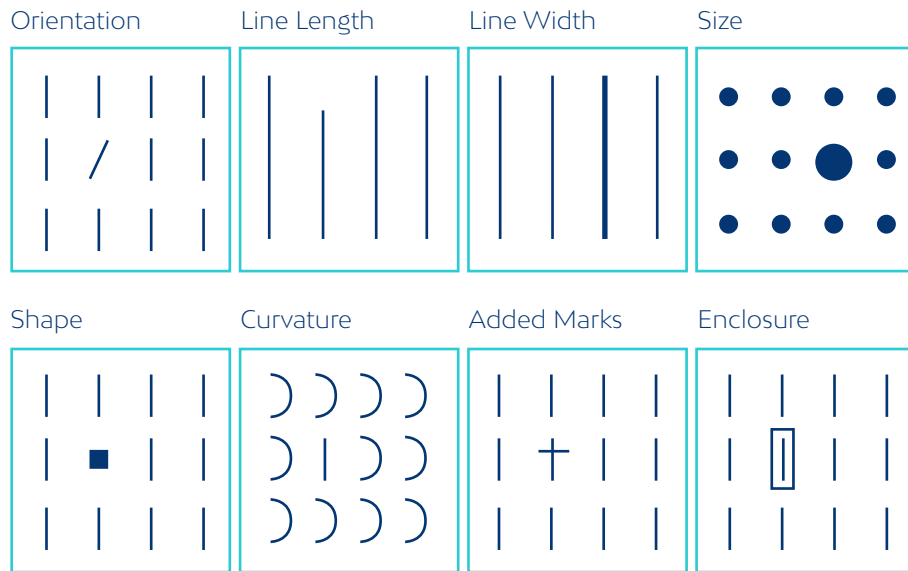 Orientation
Line Length
Line Width
Size
Shape
Curvature
Added Marks
Enclosure